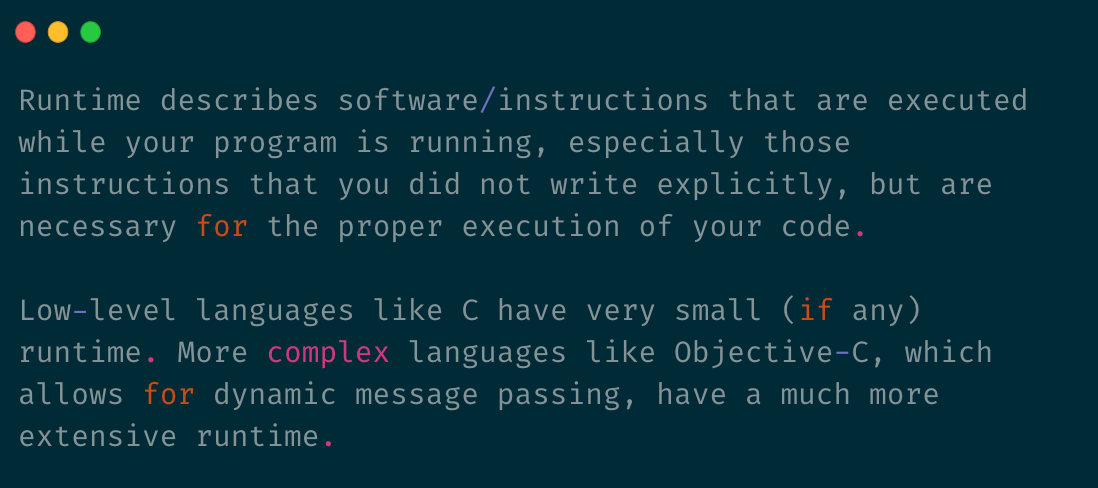 Runtime describes software/instructions that are executed
while your program is running, especially those
instructions that you did not write explicitly, but are
necessary for the proper execution of your code.
Low-level languages like C have very small (if any)
runtime. More complex languages like Objective-C, which
allows for dynamic message passing, have a much more
extensive runtime.